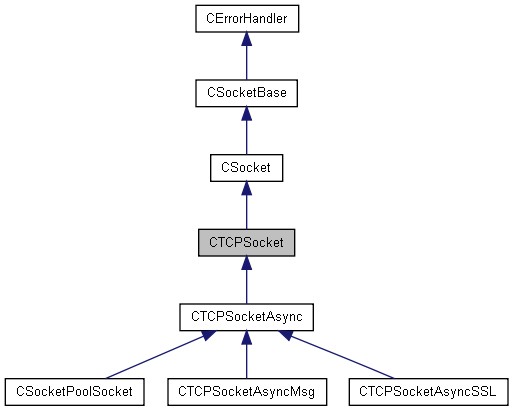 CErrorHandler
CSocketBase
CSocket
CTCPSocket
CTCPSocketAsync
CSocketPoolSocket
CTCPSocketAsyncMsg
CTCPSocketAsyncSSL